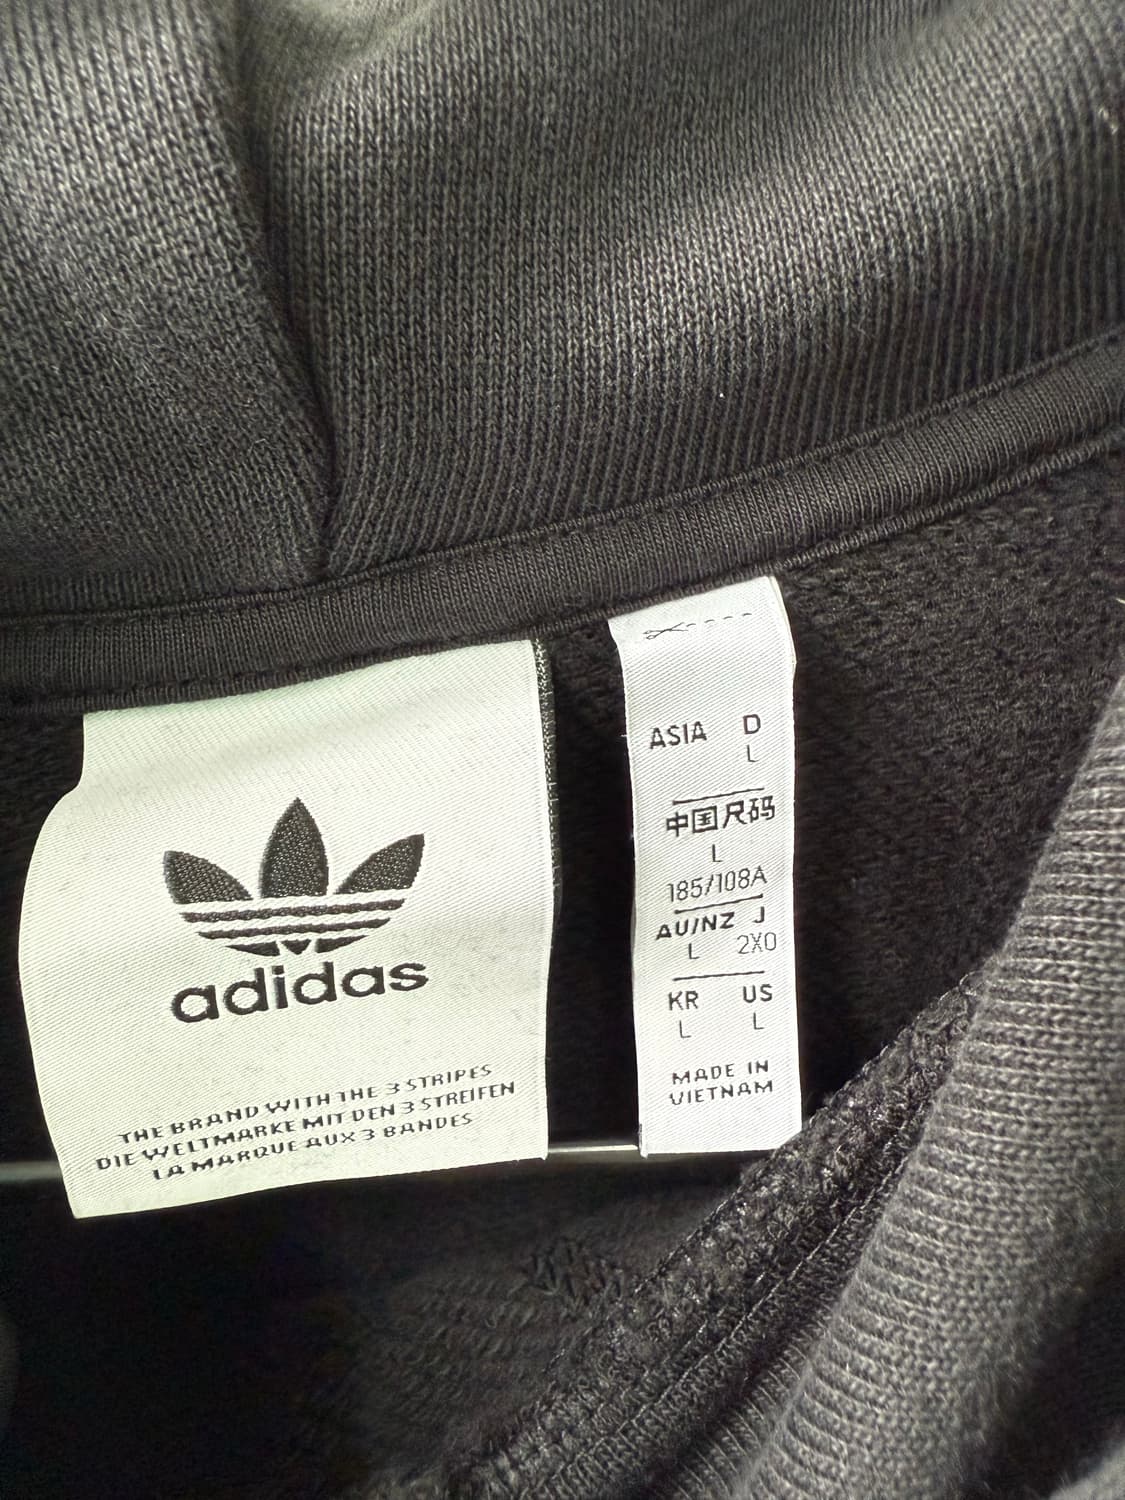 adidas
THE BRAND WITH THE 3 STRIPES
DIE WELTMARKE MIT DEN 3 STREIFEN
LA MARQUE AUX 3 BANDES
ASIA D
L
中国尺码
L
185/108A
AU/NZ J
L 2XO
KR US
L L
MADE IN
VIETNAM